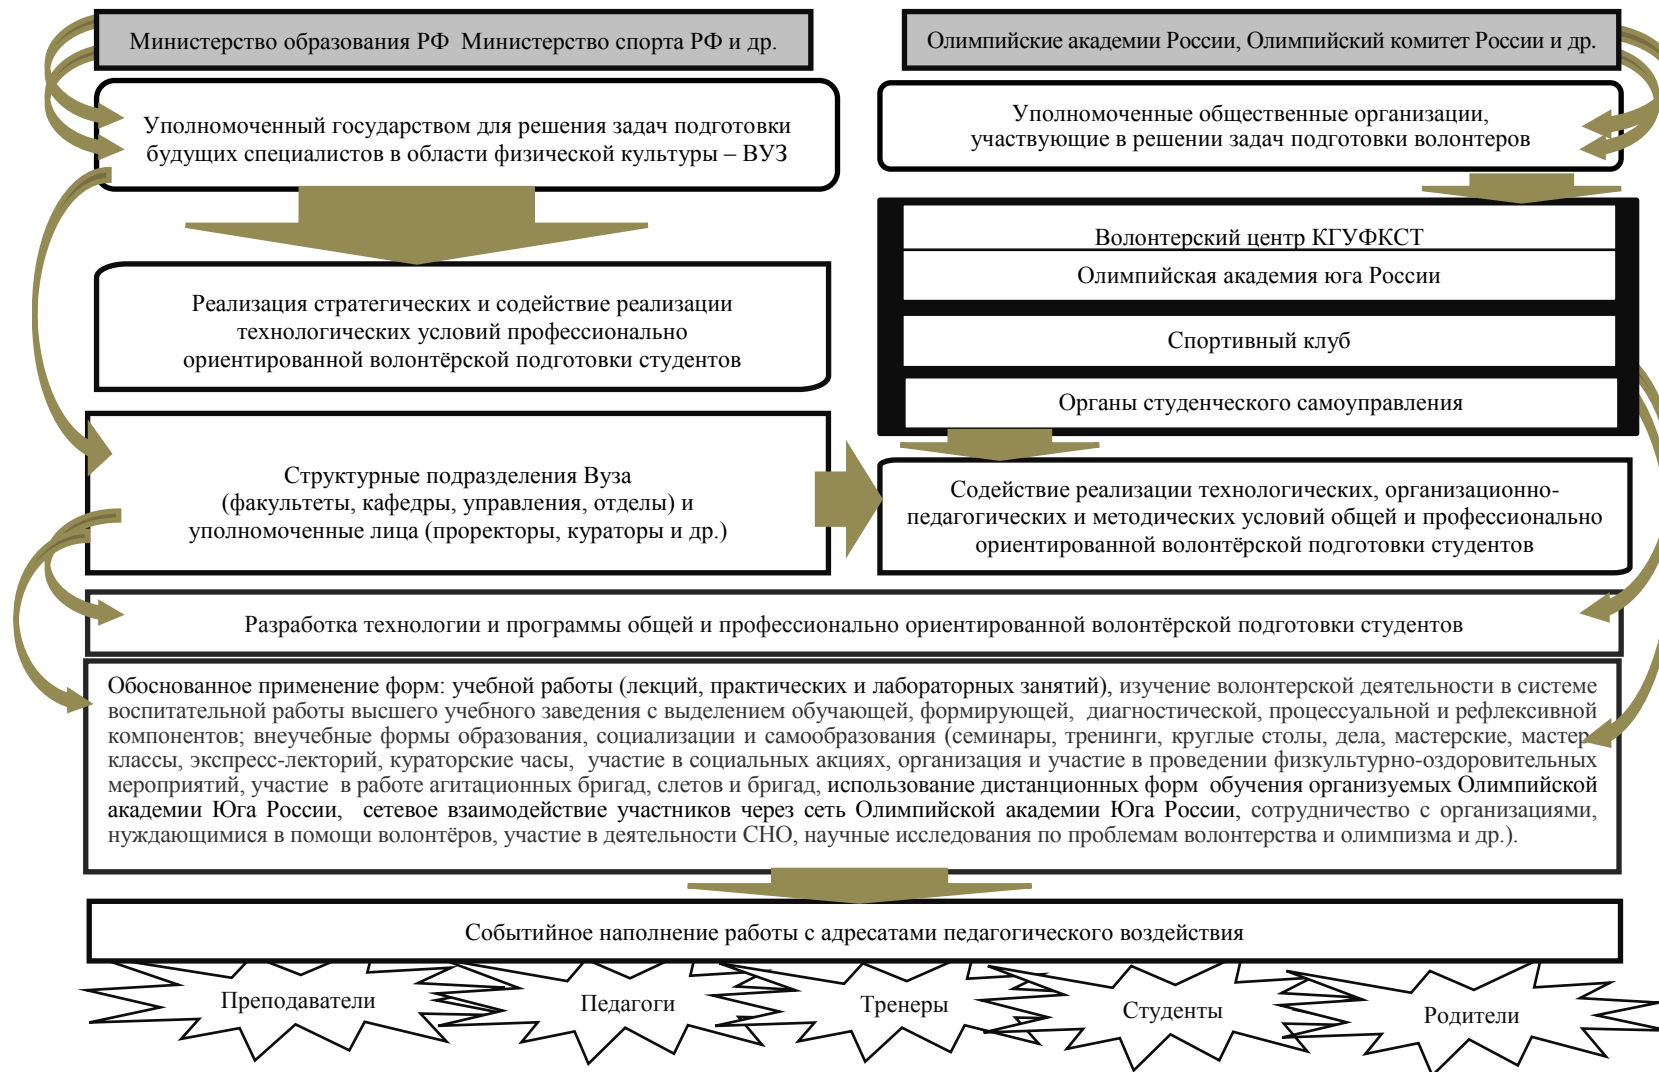 Министерство образования РФ  Министерство спорта РФ и др.
Олимпийские академии России, Олимпийский комитет России и др.
Уполномоченный государством для решения задач подготовки
будущих специалистов в области физической культуры – ВУЗ
Уполномоченные общественные организации,
участвующие в решении задач подготовки волонтеров
Волонтерский центр КГУФКСТ
Олимпийская академия юга России
Спортивный клуб
Органы студенческого самоуправления
Реализация стратегических и содействие реализации
технологических условий профессионально
ориентированной волонтёрской подготовки студентов
Структурные подразделения Вуза
(факультеты, кафедры, управления, отделы) и
уполномоченные лица (проректоры, кураторы и др.)
Содействие реализации технологических, организационно-
педагогических и методических условий общей и профессионально
ориентированной волонтёрской подготовки студентов
Разработка технологии и программы общей и профессионально ориентированной волонтёрской подготовки студентов
Обоснованное применение форм: учебной работы (лекций, практических и лабораторных занятий), изучение волонтерской деятельности в системе
воспитательной работы высшего учебного заведения с выделением обучающей, формирующей,  диагностической, процессуальной и рефлексивной
компонентов; внеучебные формы образования, социализации и самообразования (семинары, тренинги, круглые столы, дела, мастерские, мастер-
классы, экспресс-лекторий, кураторские часы,  участие в социальных акциях, организация и участие в проведении физкультурно-оздоровительных
мероприятий, участие  в работе агитационных бригад, слетов и бригад, использование дистанционных форм  обучения организуемых Олимпийской
академии Юга России,  сетевое взаимодействие участников через сеть Олимпийской академии Юга России, сотрудничество с организациями,
нуждающимися в помощи волонтёров, участие в деятельности СНО, научные исследования по проблемам волонтерства и олимпизма и др.).
Событийное наполнение работы с адресатами педагогического воздействия
Преподаватели
Педагоги
Тренеры
Студенты
Родители